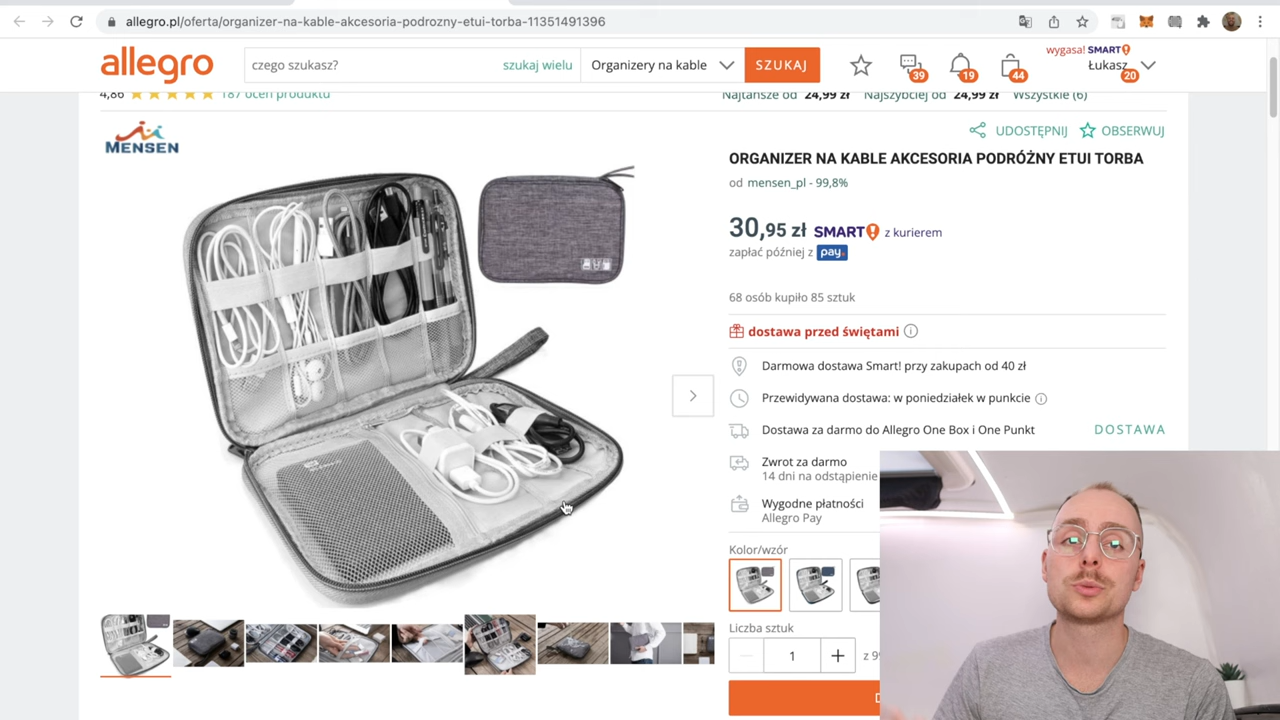 allegro.pl/oferta/organizer-na-kable-akcesoria-podrozny-etui-torba-11351491396
allegro
czego szukasz?
szukaj wielu
Organizery na kable
SZUKAJ
39
19
44
wygasa! SMART!
Łukasz
20
4,86
187 ocen produktu
Najtańsze od 24,99 zł
Najszybciej od 24,99 zł
Wszystkie (6)
MENSEN
UDOSTĘPNIJ
OBSERWUJ
ORGANIZER NA KABLE AKCESORIA PODRÓŻNY ETUI TORBA
od mensen_pl - 99,8%
30,95 zł SMART! z kurierem
zapłać później z pay
68 osób kupiło 85 sztuk
dostawa przed świętami
Darmowa dostawa Smart! przy zakupach od 40 zł
Przewidywana dostawa: w poniedziałek w punkcie
Dostawa za darmo do Allegro One Box i One Punkt
DOSTAWA
Zwrot za darmo
14 dni na odstąpienie
Wygodne płatności
Allegro Pay
Kolor/wzór
Liczba sztuk
1
+
z 99
D